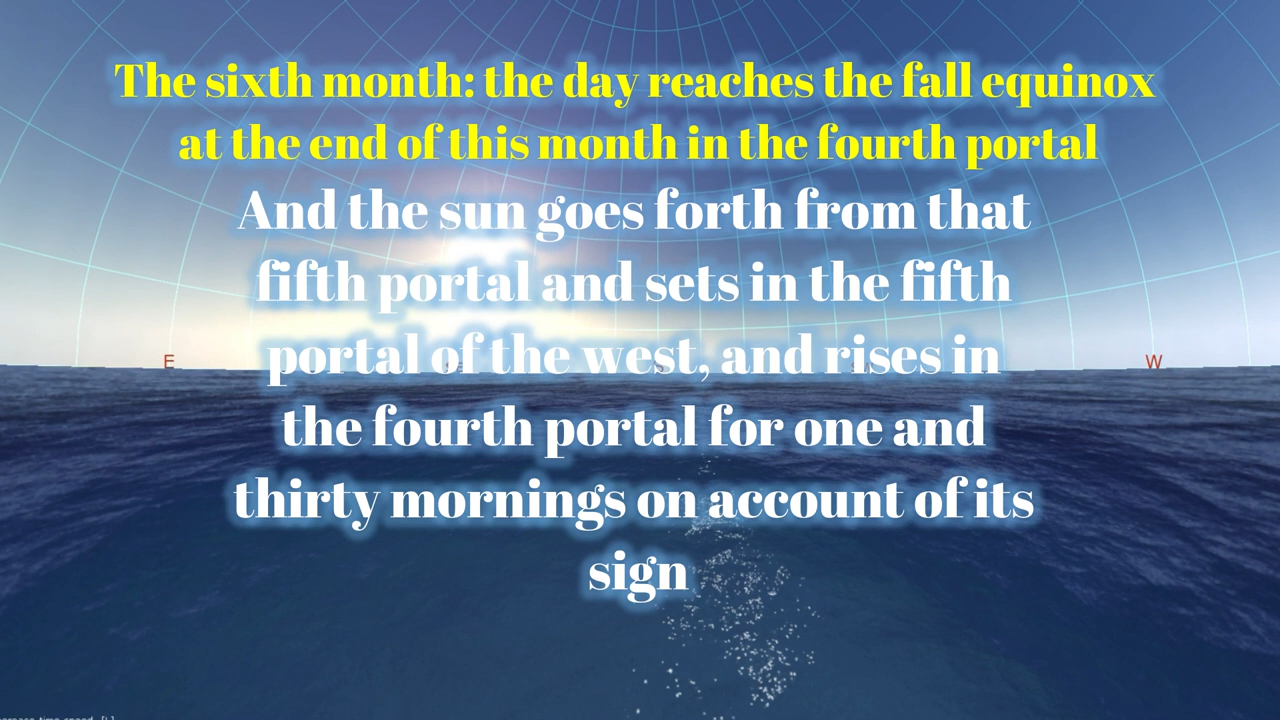 The sixth month: the day reaches the fall equinox
at the end of this month in the fourth portal
And the sun goes forth from that
fifth portal and sets in the fifth
E
portal of the west, and rises in
W
the fourth portal for one and
thirty mornings on account of its
sign